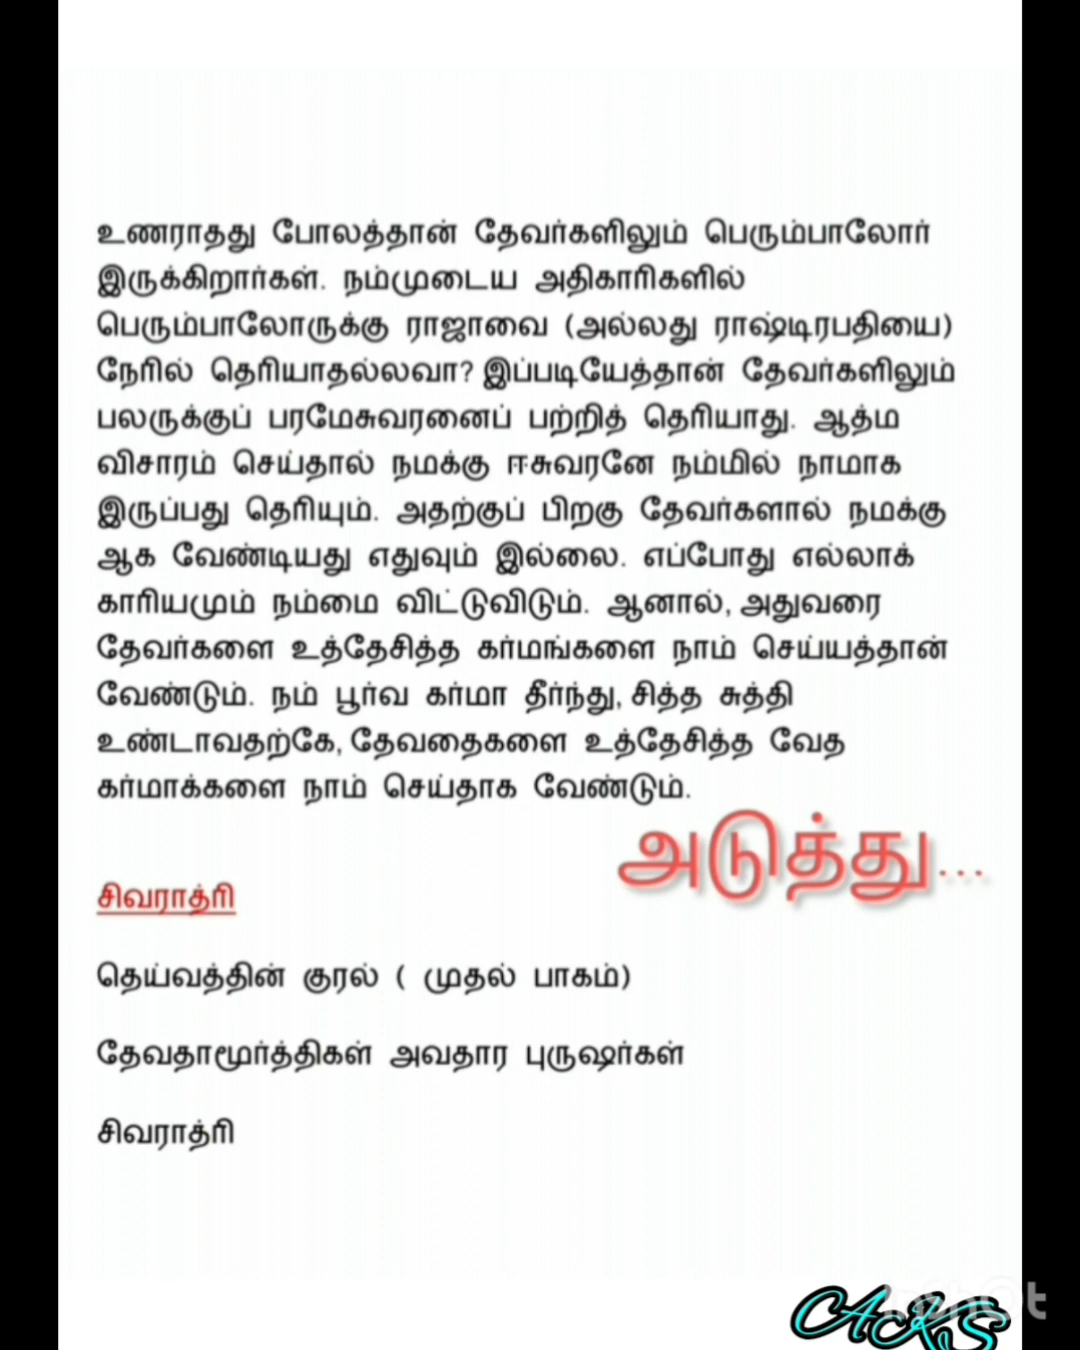 உணராதது போலத்தான் தேவர்களிலும் பெரும்பாலோர்
இருக்கிறார்கள். நம்முடைய அதிகாரிகளில்
பெரும்பாலோருக்கு ராஜாவை (அல்லது ராஷ்டிரபதியை)
நேரில் தெரியாதல்லவா? இப்படியேத்தான் தேவர்களிலும்
பலருக்குப் பரமேசுவரனைப் பற்றித் தெரியாது. ஆத்ம
விசாரம் செய்தால் நமக்கு ஈசுவரனே நம்மில் நாமாக
இருப்பது தெரியும். அதற்குப் பிறகு தேவர்களால் நமக்கு
ஆக வேண்டியது எதுவும் இல்லை. எப்போது எல்லாக்
காரியமும் நம்மை விட்டுவிடும். ஆனால், அதுவரை
தேவர்களை உத்தேசித்த கர்மங்களை நாம் செய்யத்தான்
வேண்டும். நம் பூர்வ கர்மா தீர்ந்து, சித்த சுத்தி
உண்டாவதற்கே, தேவதைகளை உத்தேசித்த வேத
கர்மாக்களை நாம் செய்தாக வேண்டும்.
அடுத்து...
சிவராத்ரி
தெய்வத்தின் குரல் ( முதல் பாகம்)
தேவதாமூர்த்திகள் அவதார புருஷர்கள்
சிவராத்ரி
InShot
CAKS